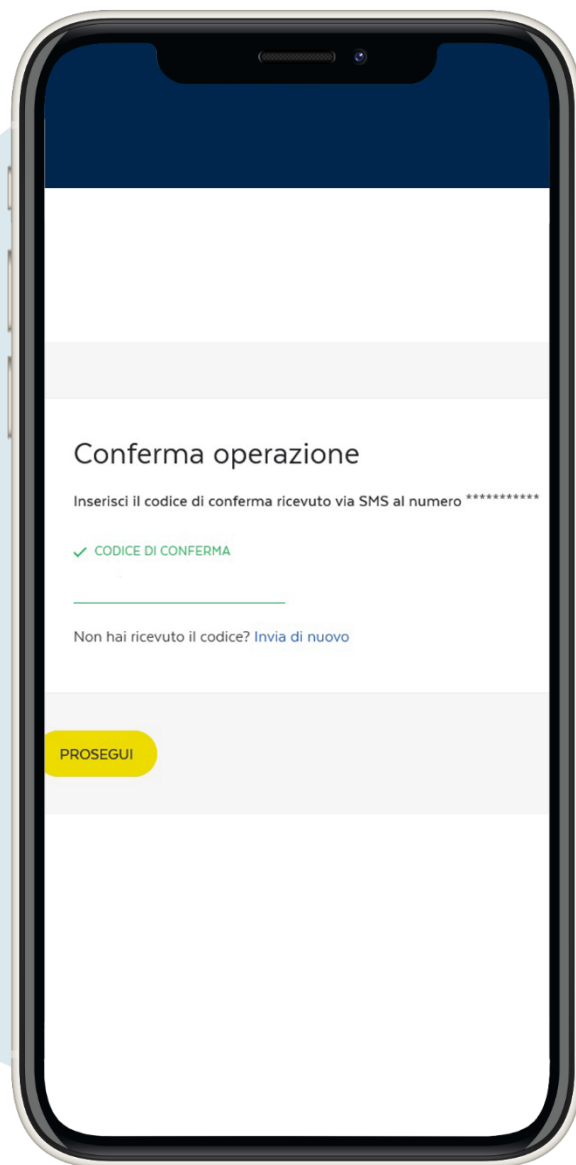 Conferma operazione
Inserisci il codice di conferma ricevuto via SMS al numero ***********
CODICE DI CONFERMA
Non hai ricevuto il codice? Invia di nuovo
PROSEGUI